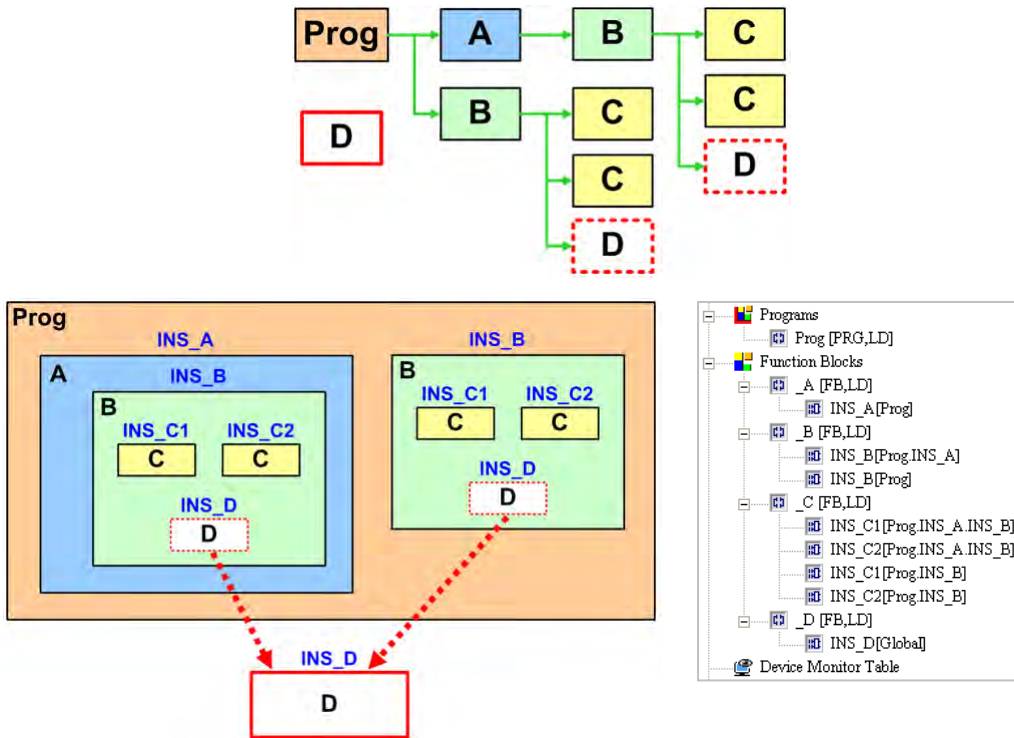 Prog A B C
B C C
D
C D
D
Prog
INS_A INS_B
A INS_B B
B INS_C1 INS_C2
INS_C1 INS_C2 C C
C C INS_D
INS_D D
D
INS_D
D
Programs
Prog [PRG,LD]
Function Blocks
_A [FB,LD]
INS_A[Prog]
_B [FB,LD]
INS_B[Prog.INS_A]
INS_B[Prog]
_C [FB,LD]
INS_C1[Prog.INS_A.INS_B]
INS_C2[Prog.INS_A.INS_B]
INS_C1[Prog.INS_B]
INS_C2[Prog.INS_B]
_D [FB,LD]
INS_D[Global]
Device Monitor Table